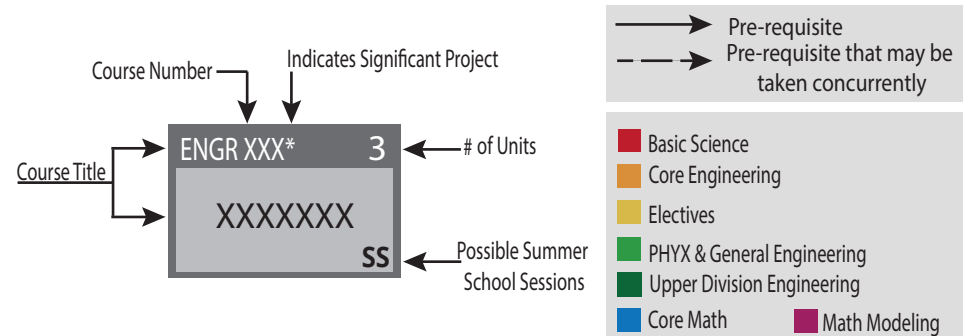 Course Number
Indicates Significant Project
ENGR XXX* 3
# of Units
Course Title
XXXXXXX
SS
Possible Summer
School Sessions
Pre-requisite
Pre-requisite that may be
taken concurrently
Basic Science
Core Engineering
Electives
PHYX & General Engineering
Upper Division Engineering
Core Math
Math Modeling